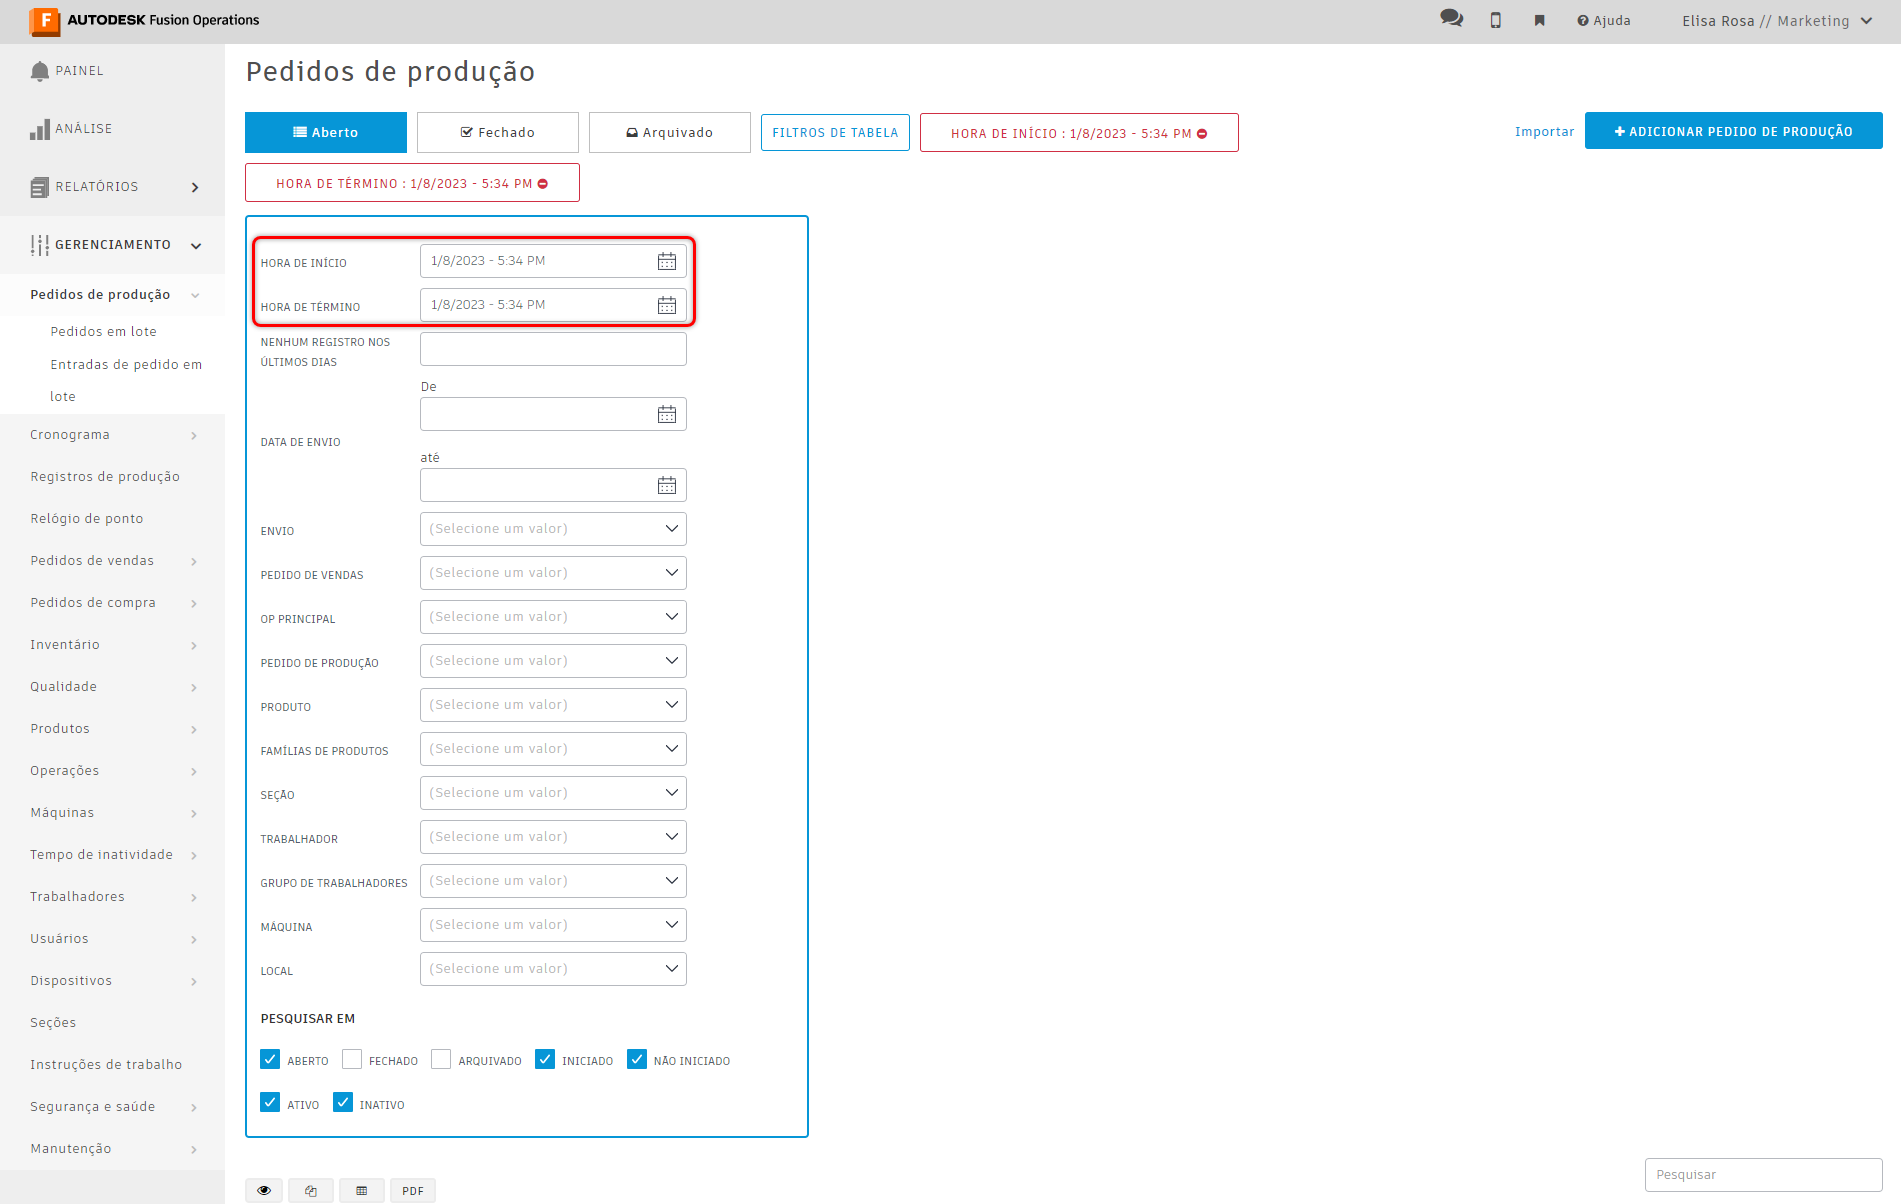 F AUTODESK Fusion Operations
Ajuda
Elisa Rosa // Marketing
PAINEL
ANÁLISE
RELATÓRIOS
GERENCIAMENTO
Pedidos de produção
Pedidos em lote
Entradas de pedido em
lote
Cronograma
Registros de produção
Relógio de ponto
Pedidos de vendas
Pedidos de compra
Inventário
Qualidade
Produtos
Operações
Máquinas
Tempo de inatividade
Trabalhadores
Usuários
Dispositivos
Seções
Instruções de trabalho
Segurança e saúde
Manutenção
Pedidos de produção
Aberto
Fechado
Arquivado
FILTROS DE TABELA
HORA DE INÍCIO : 1/8/2023 - 5:34 PM
Importar
ADICIONAR PEDIDO DE PRODUÇÃO
HORA DE TÉRMINO : 1/8/2023 - 5:34 PM
HORA DE INÍCIO 1/8/2023 - 5:34 PM
HORA DE TÉRMINO 1/8/2023 - 5:34 PM
NENHUM REGISTRO NOS
ÚLTIMOS DIAS
De
DATA DE ENVIO
até
ENVIO (Selecione um valor)
PEDIDO DE VENDAS (Selecione um valor)
OP PRINCIPAL (Selecione um valor)
PEDIDO DE PRODUÇÃO (Selecione um valor)
PRODUTO (Selecione um valor)
FAMÍLIAS DE PRODUTOS (Selecione um valor)
SEÇÃO (Selecione um valor)
TRABALHADOR (Selecione um valor)
GRUPO DE TRABALHADORES (Selecione um valor)
MÁQUINA (Selecione um valor)
LOCAL (Selecione um valor)
PESQUISAR EM
ABERTO FECHADO ARQUIVADO INICIADO NÃO INICIADO
ATIVO INATIVO
PDF
Pesquisar